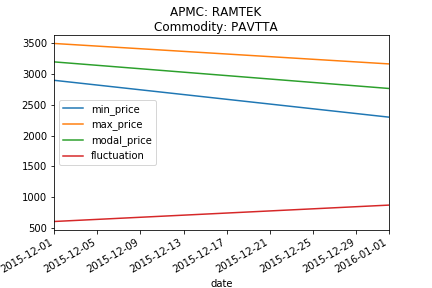 APMC: RAMTEK
Commodity: PAVTTA
3500
3000
2500
2000
1500
1000
500
min_price
max_price
modal_price
fluctuation
2015-12-01
2015-12-05
2015-12-09
2015-12-13
2015-12-17
2015-12-21
2015-12-25
2015-12-29
2016-01-01
date